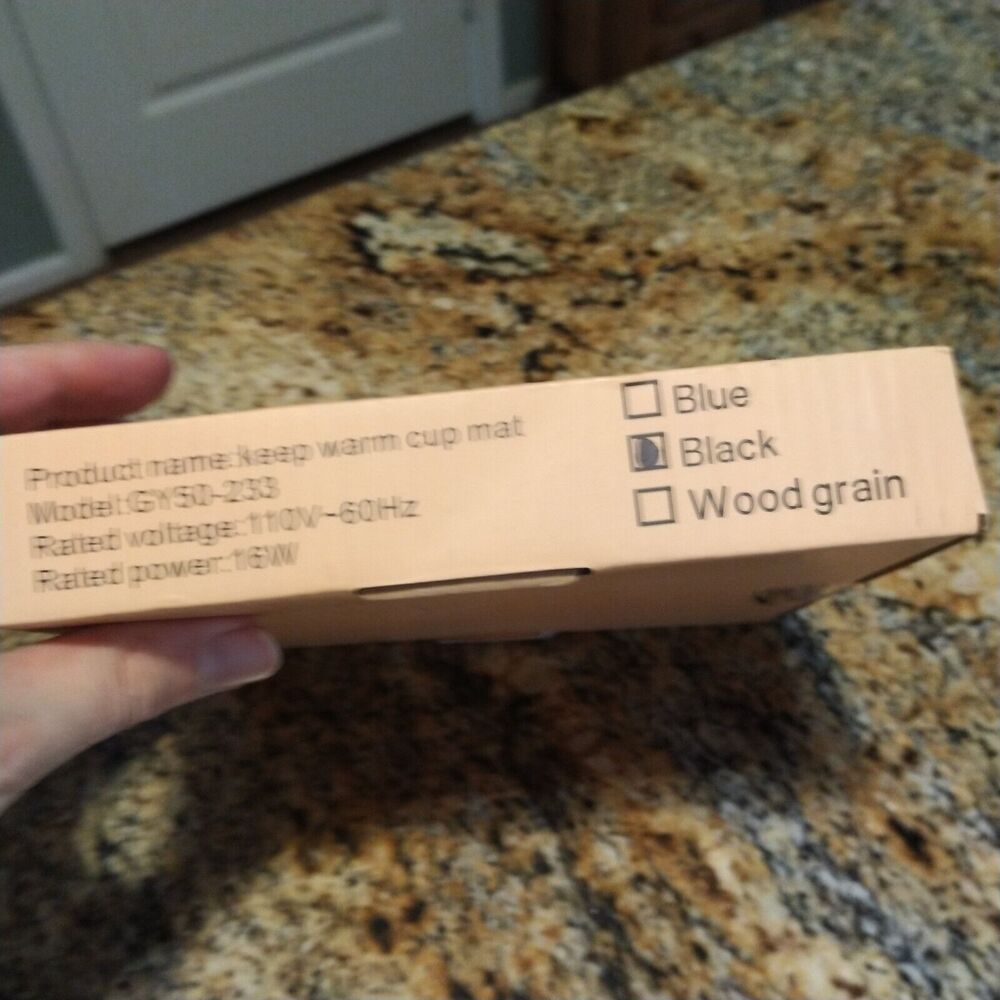 Product name:keep warm cup mat
Model:GY50-233
Rated voltage:110V~60Hz
Rated power:16W
Blue
Black
Wood grain